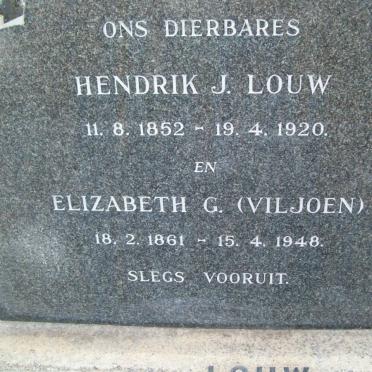 ONS DIERBARES
HENDRIK J. LOUW
11. 8. 1852 - 19. 4. 1920.
EN
ELIZABETH G. (VILJOEN)
18. 2. 1861 - 15. 4. 1948.
SLEGS VOORUIT.
LOUW